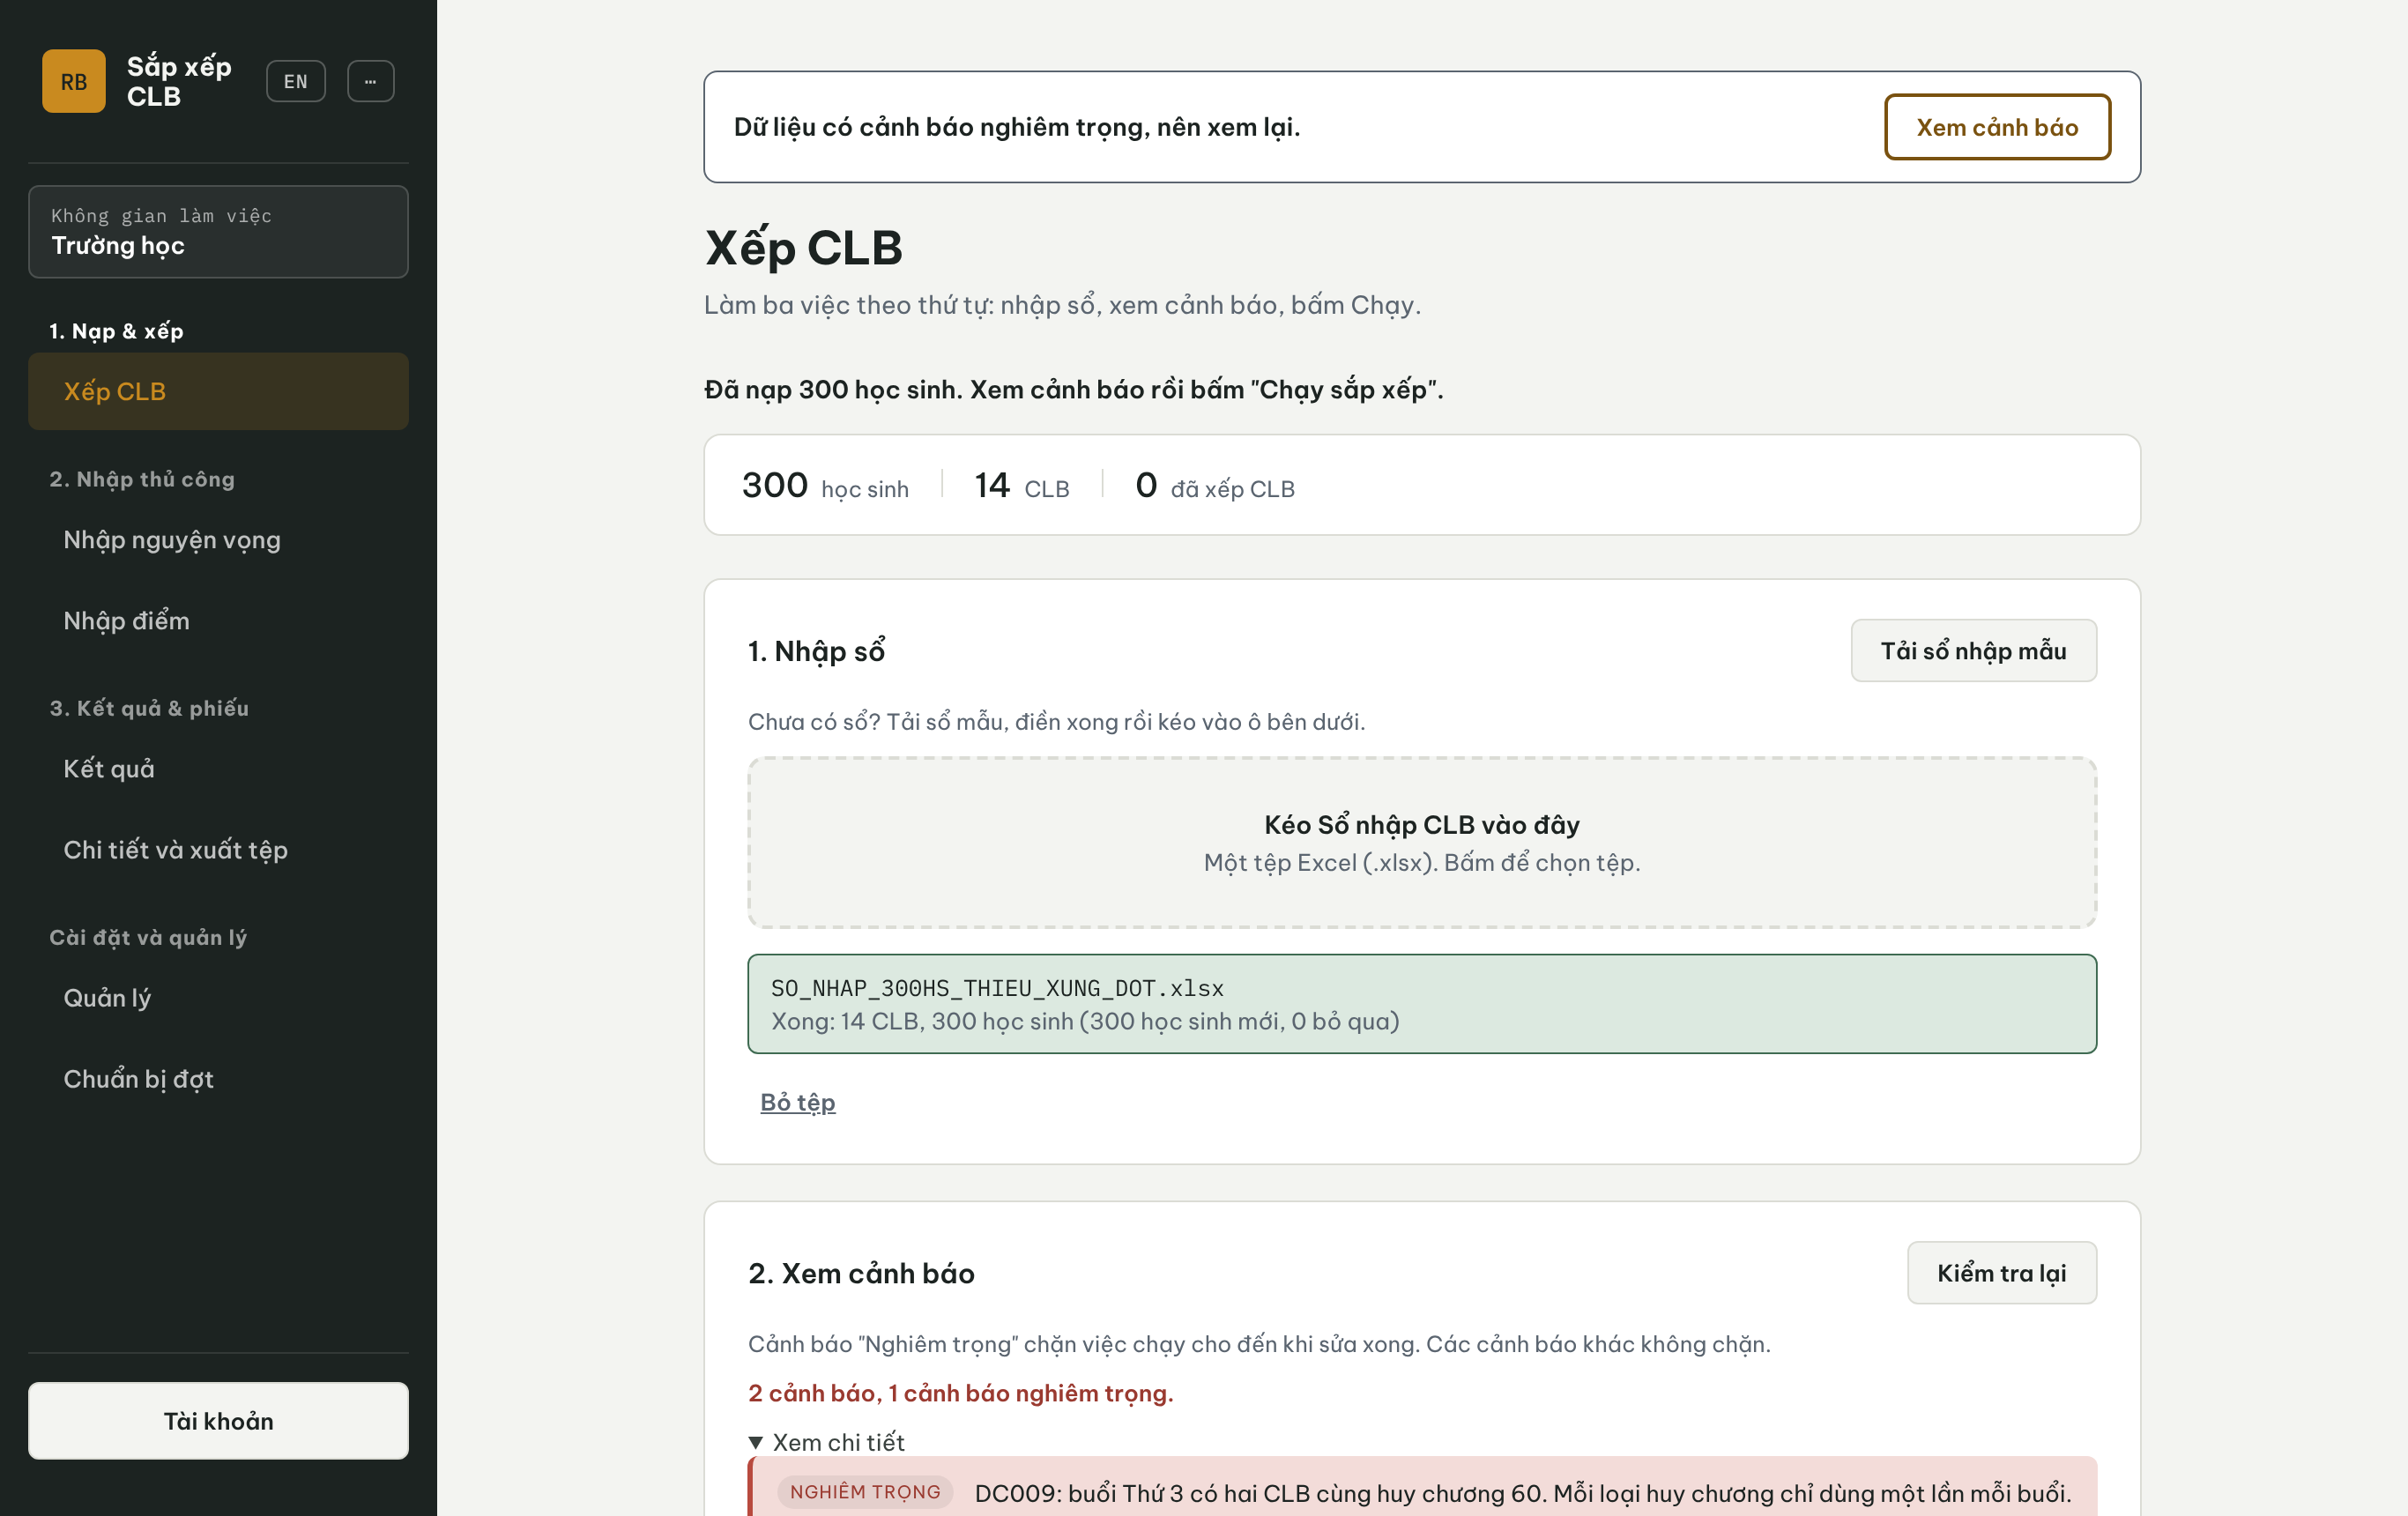 RB
Sắp xếp
CLB
EN
…
Không gian làm việc
Trường học
1. Nạp & xếp
Xếp CLB
2. Nhập thủ công
Nhập nguyện vọng
Nhập điểm
3. Kết quả & phiếu
Kết quả
Chi tiết và xuất tệp
Cài đặt và quản lý
Quản lý
Chuẩn bị đợt
Tài khoản
Dữ liệu có cảnh báo nghiêm trọng, nên xem lại.
Xem cảnh báo
Xếp CLB
Làm ba việc theo thứ tự: nhập sổ, xem cảnh báo, bấm Chạy.
Đã nạp 300 học sinh. Xem cảnh báo rồi bấm "Chạy sắp xếp".
300 học sinh 14 CLB 0 đã xếp CLB
1. Nhập sổ
Tải sổ nhập mẫu
Chưa có sổ? Tải sổ mẫu, điền xong rồi kéo vào ô bên dưới.
Kéo Sổ nhập CLB vào đây
Một tệp Excel (.xlsx). Bấm để chọn tệp.
SO_NHAP_300HS_THIEU_XUNG_DOT.xlsx
Xong: 14 CLB, 300 học sinh (300 học sinh mới, 0 bỏ qua)
Bỏ tệp
2. Xem cảnh báo
Kiểm tra lại
Cảnh báo "Nghiêm trọng" chặn việc chạy cho đến khi sửa xong. Các cảnh báo khác không chặn.
2 cảnh báo, 1 cảnh báo nghiêm trọng.
▼ Xem chi tiết
NGHIÊM TRỌNG DC009: buổi Thứ 3 có hai CLB cùng huy chương 60. Mỗi loại huy chương chỉ dùng một lần mỗi buổi.